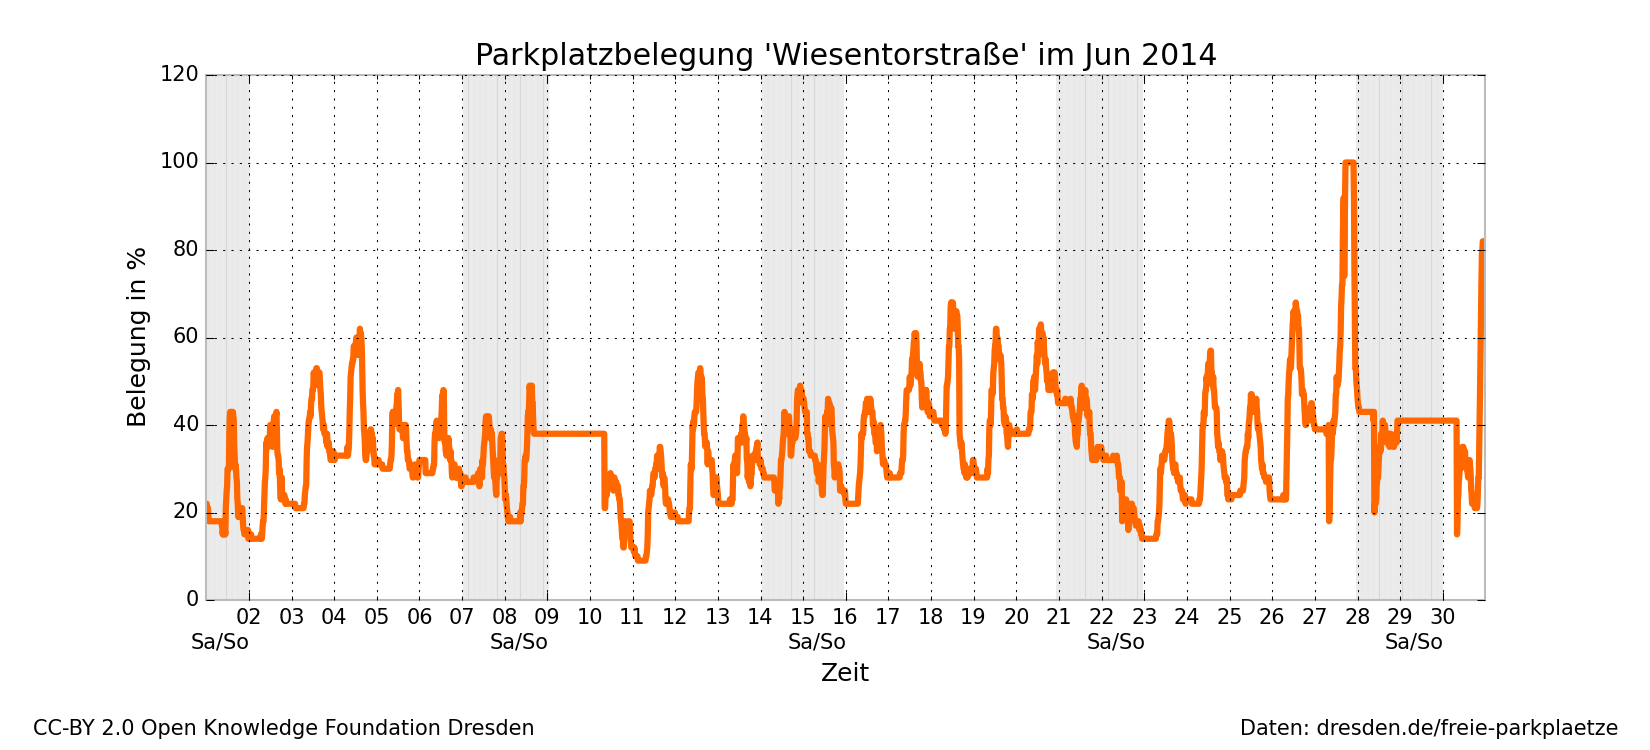 Parkplatzbelegung 'Wiesentorstraße' im Jun 2014
120
100
80
60
40
20
0
Belegung in %
02 03 04 05 06 07 08 09 10 11 12 13 14 15 16 17 18 19 20 21 22 23 24 25 26 27 28 29 30
Sa/So Sa/So Sa/So Sa/So Sa/So
Zeit
CC-BY 2.0 Open Knowledge Foundation Dresden
Daten: dresden.de/freie-parkplaetze